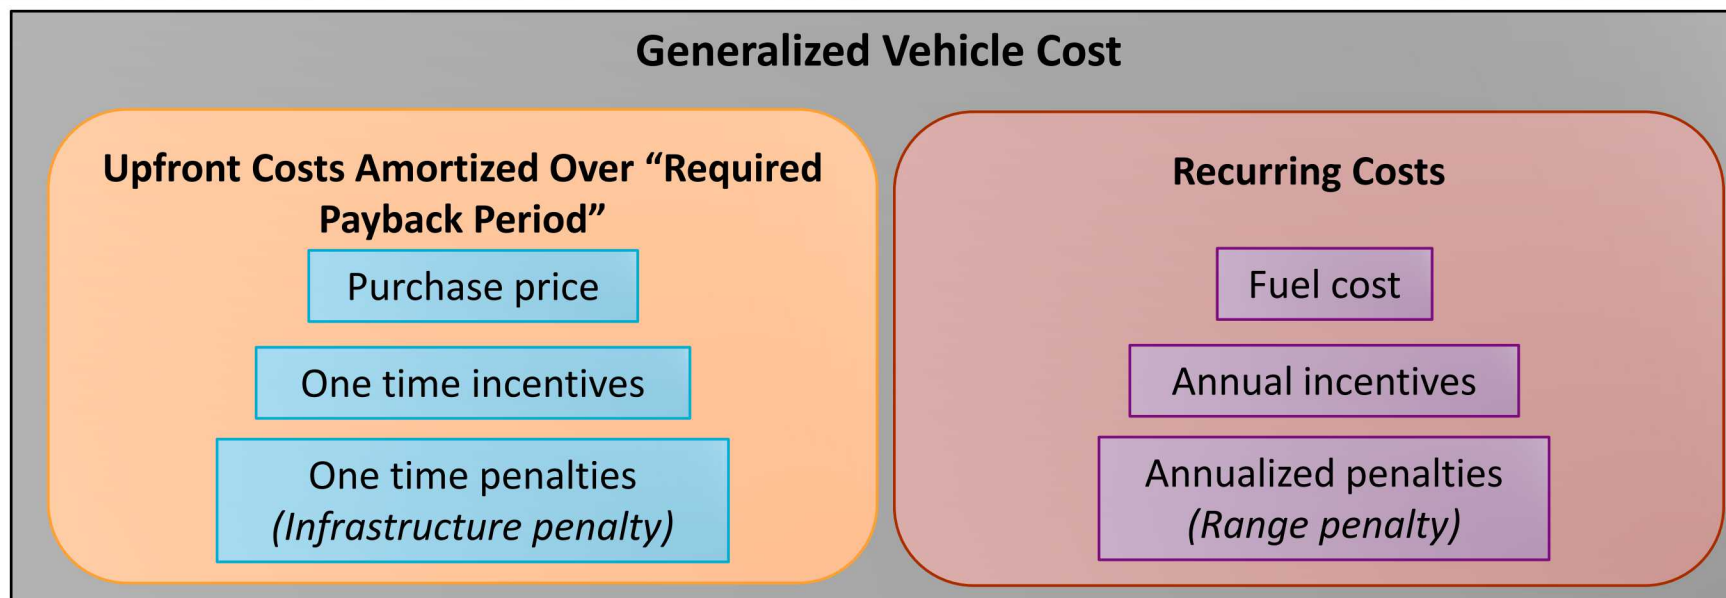 Generalized Vehicle Cost
Upfront Costs Amortized Over “Required
Payback Period”
Purchase price
One time incentives
One time penalties
(Infrastructure penalty)
Recurring Costs
Fuel cost
Annual incentives
Annualized penalties
(Range penalty)